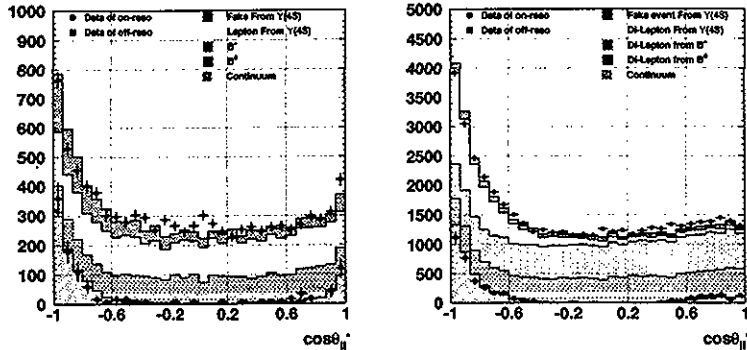 Data of on-reso
Data of off-reso
Fake From Y(4S)
Lepton From Y(4S)
B⁺
B⁰
Continuum
1000
900
800
700
600
500
400
300
200
100
0
-1 -0.6 -0.2 0.2 0.6 1
cosθ*ll
Data of on-reso
Data of off-reso
Fake event From Y(4S)
Di-Lepton From Y(4S)
Di-Lepton from B⁺
Di-Lepton from B⁰
Continuum
5000
4500
4000
3500
3000
2500
2000
1500
1000
500
0
-1 -0.6 -0.2 0.2 0.6 1
cosθ*ll